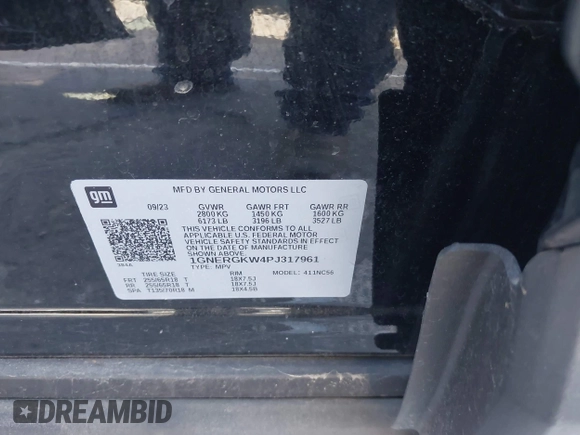 gm
MFD BY GENERAL MOTORS LLC
09/23 GVWR GAWR FRT GAWR RR
2800 KG 1450 KG 1600 KG
6173 LB 3196 LB 3527 LB
THIS VEHICLE CONFORMS TO ALL
APPLICABLE U.S. FEDERAL MOTOR
VEHICLE SAFETY STANDARDS IN
EFFECT ON THE DATE OF MANUFACTURE
SHOWN ABOVE.
1GNERGKW4PJ317961
TYPE: MPV MODEL: 411NC56
TIRE SIZE RIM
FRT 255/65R18 T 18X7.5J
RR 255/65R18 T 18X7.5J
SPA T135/70R18 M 18X4.5B
DREAMBID